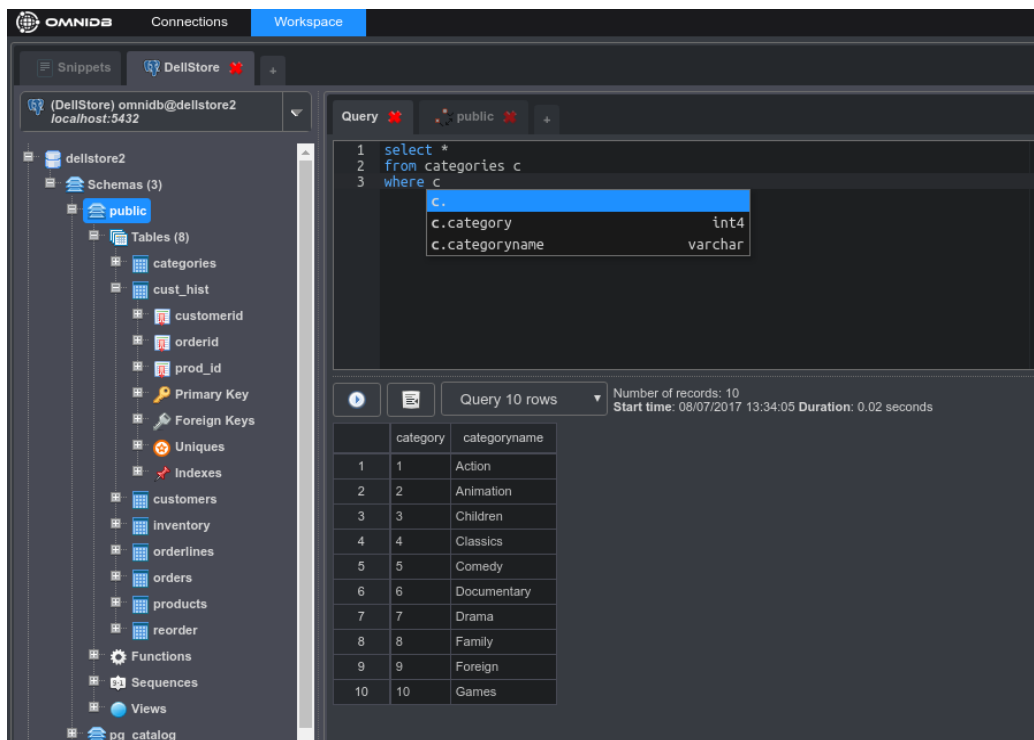 OMNIDB Connections Workspace
Snippets DellStore +
(DellStore) omnidb@dellstore2
localhost:5432
dellstore2
Schemas (3)
public
Tables (8)
categories
cust_hist
customerid
orderid
prod_id
Primary Key
Foreign Keys
Uniques
Indexes
customers
inventory
orderlines
orders
products
reorder
Functions
Sequences
Views
pg_catalog
Query public +
1 select *
2 from categories c
3 where c
c.
c.category int4
c.categoryname varchar
Query 10 rows
Number of records: 10
Start time: 08/07/2017 13:34:05 Duration: 0.02 seconds
category categoryname
1 1 Action
2 2 Animation
3 3 Children
4 4 Classics
5 5 Comedy
6 6 Documentary
7 7 Drama
8 8 Family
9 9 Foreign
10 10 Games